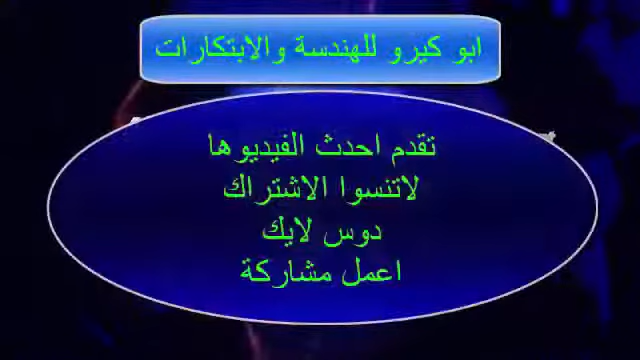 ابو كيرو للهندسة والابتكارات
تقدم احدث الفيديوها
لاتنسوا الاشتراك
دوس لايك
اعمل مشاركة